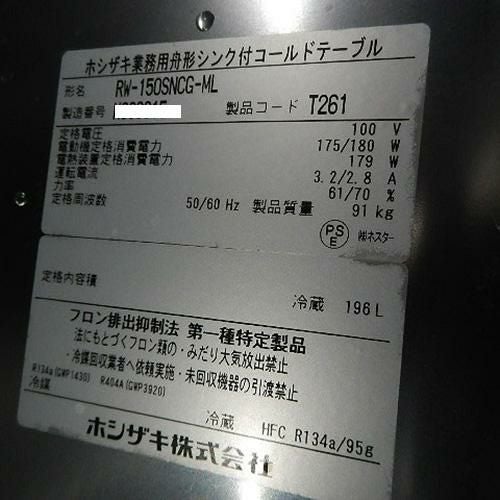 ホシザキ業務用舟形シンク付コールドテーブル
形名 RW-150SNCG-ML
製造番号 製品コード T261
定格電圧 100 V
電動機定格消費電力 175/180 W
電熱装置定格消費電力 179 W
運転電流 3.2/2.8 A
力率 61/70 %
定格周波数 50/60 Hz 製品質量 91 kg
PSE ㈱ネスター
定格内容積 冷蔵 196L
フロン排出抑制法 第一種特定製品
法にもとづくフロン類の・みだり大気放出禁止
・冷媒回収業者へ依頼実施・未回収機器の引渡禁止
R134a(GWP1430) R404A(GWP3920)
冷媒 冷蔵 HFC R134a/95g
ホシザキ株式会社